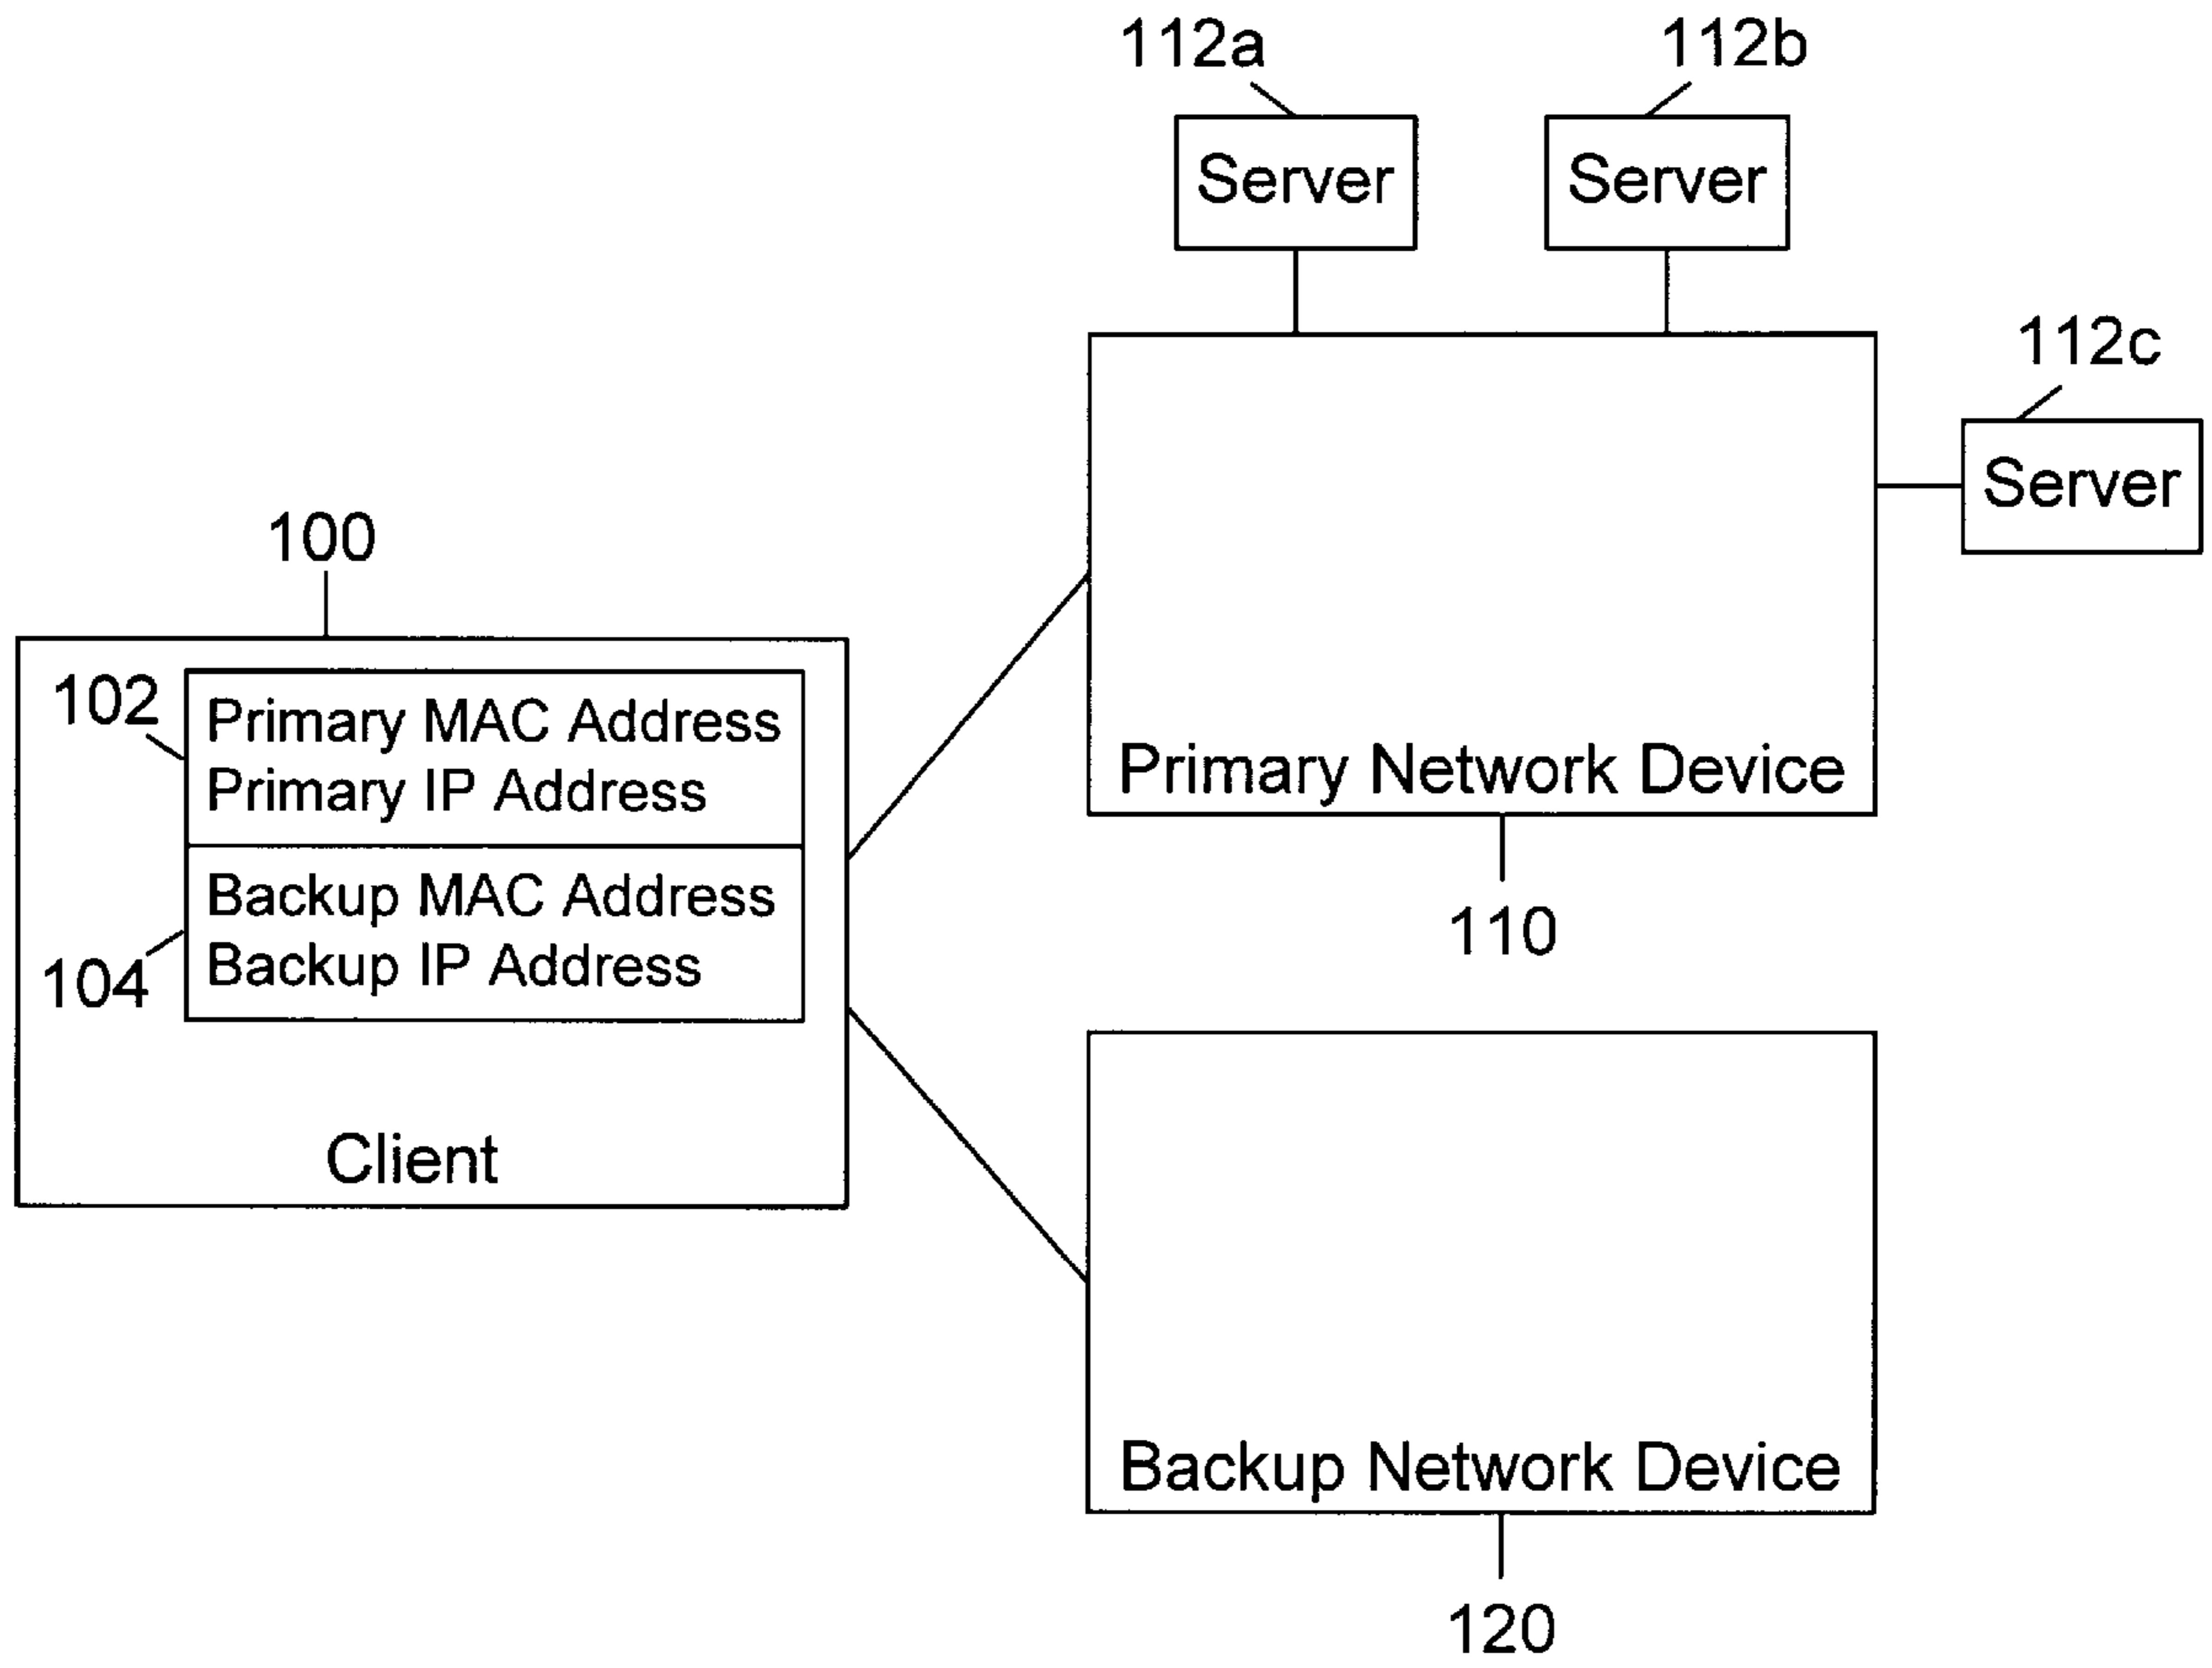 112a
112b
Server
Server
112c
Server
100
102
Primary MAC Address
Primary IP Address
Primary Network Device
Backup MAC Address
Backup IP Address
104
110
Client
Backup Network Device
120